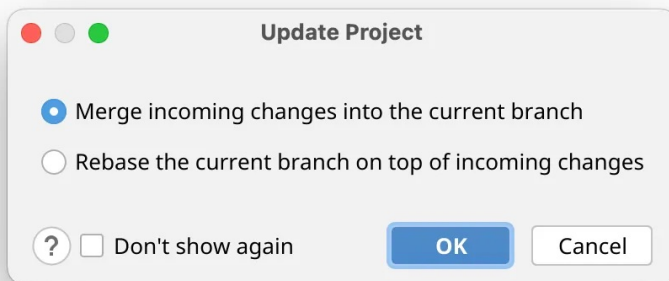 Update Project
Merge incoming changes into the current branch
Rebase the current branch on top of incoming changes
? Don't show again OK Cancel